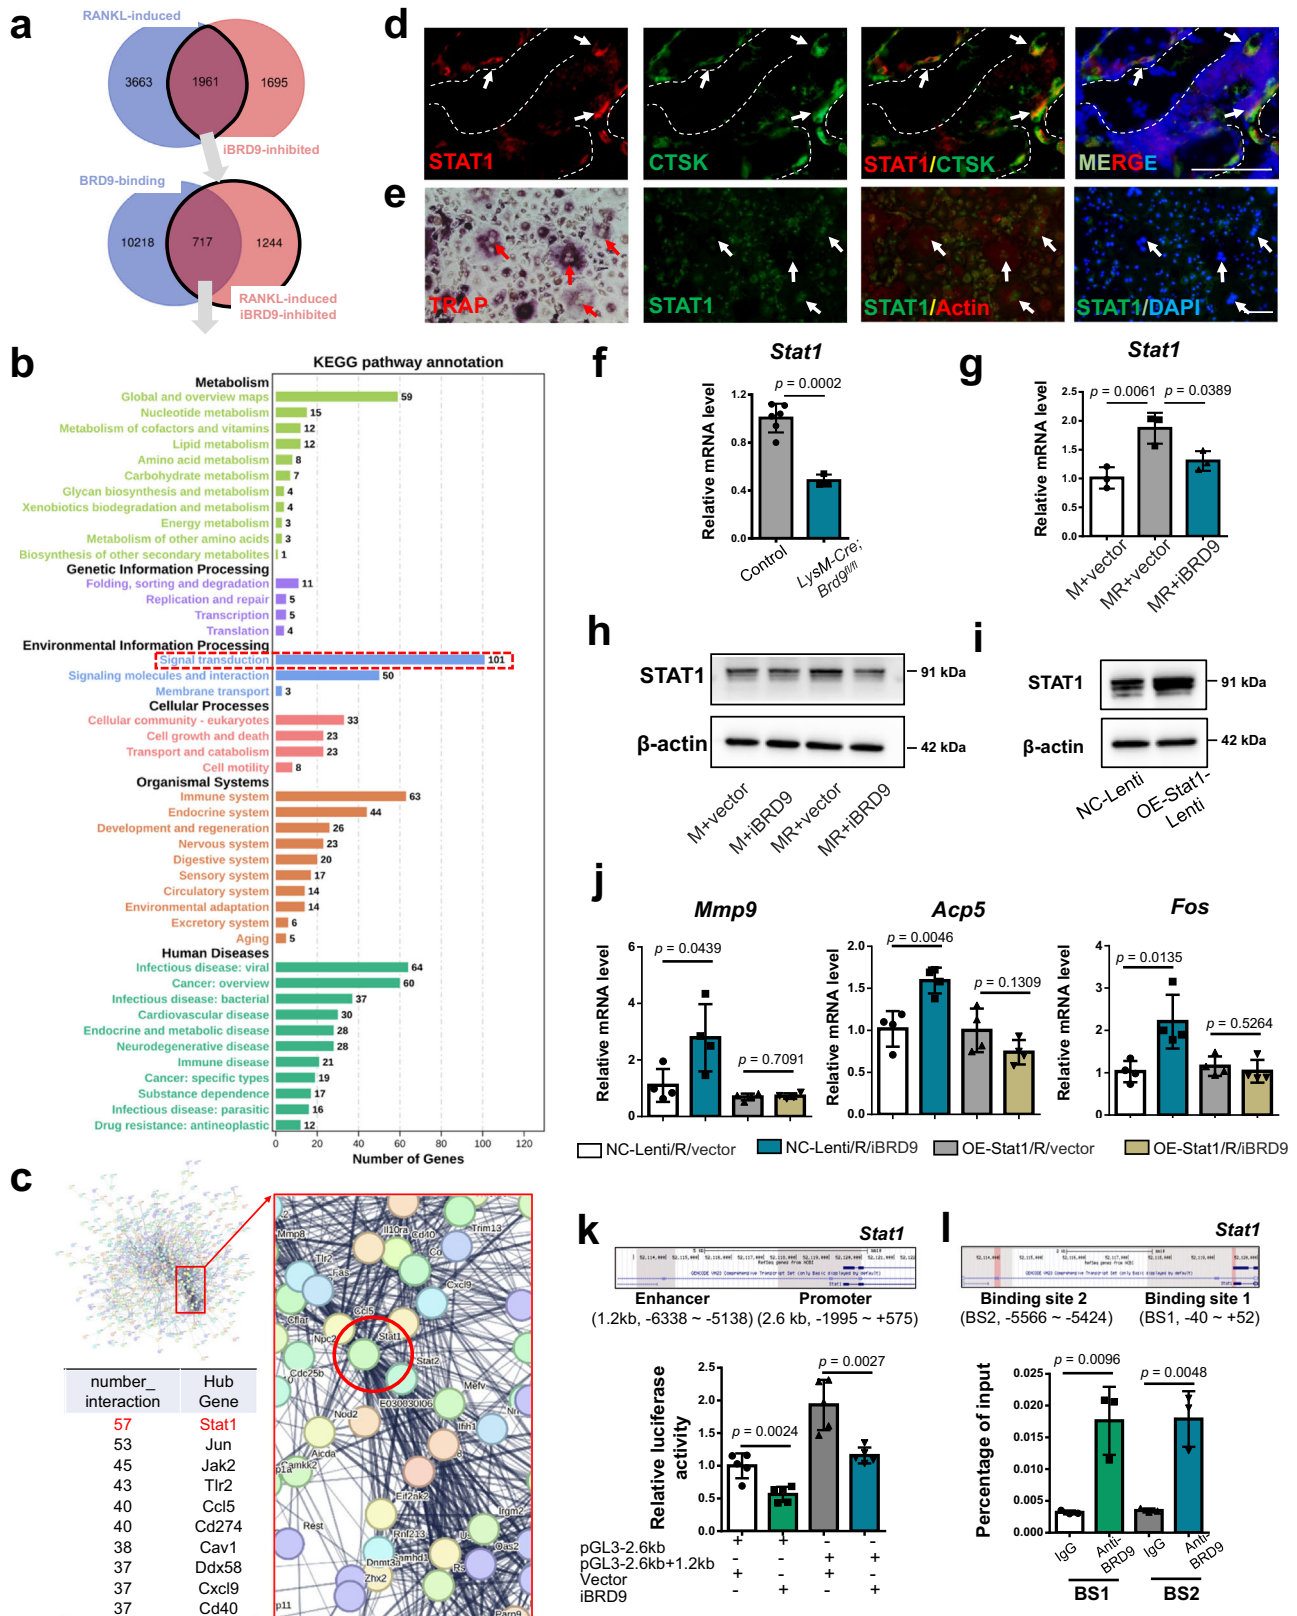 a
RANKL-induced
3663
1961
1695
iBRD9-inhibited
BRD9-binding
10218
717
1244
RANKL-induced
iBRD9-inhibited
b
KEGG pathway annotation
Metabolism
Global and overview maps 59
Nucleotide metabolism 15
Metabolism of cofactors and vitamins 12
Lipid metabolism 12
Amino acid metabolism 8
Carbohydrate metabolism 7
Glycan biosynthesis and metabolism 4
Xenobiotics biodegradation and metabolism 4
Energy metabolism 3
Metabolism of other amino acids 3
Biosynthesis of other secondary metabolites 1
Genetic Information Processing
Folding, sorting and degradation 11
Replication and repair 5
Transcription 5
Translation 4
Environmental Information Processing
Signal transduction 101
Signaling molecules and interaction 50
Membrane transport 3
Cellular Processes
Cellular community - eukaryotes 33
Cell growth and death 23
Transport and catabolism 23
Cell motility 8
Organismal Systems
Immune system 63
Endocrine system 44
Development and regeneration 26
Nervous system 23
Digestive system 20
Sensory system 17
Circulatory system 14
Environmental adaptation 14
Excretory system 6
Aging 5
Human Diseases
Infectious disease: viral 64
Cancer: overview 60
Infectious disease: bacterial 37
Cardiovascular disease 30
Endocrine and metabolic disease 28
Neurodegenerative disease 28
Immune disease 21
Cancer: specific types 19
Substance dependence 17
Infectious disease: parasitic 16
Drug resistance: antineoplastic 12
0 20 40 60 80 100 120
Number of Genes
c
number_interaction Hub Gene
57 Stat1
53 Jun
45 Jak2
43 Tlr2
40 Ccl5
40 Cd274
38 Cav1
37 Ddx58
37 Cxcl9
37 Cd40
Mmp8
Il10ra
Cd40
Trim13
Co
Tlr2
Fas
Cxcl9
Ccl5
Cflar
Npc2
Stat1
Stat2
Cdc25b
E030030I06
Mefv
Nod2
Ifih1
Aicda
Camkk2
Eif2ak2
Irgm2
Rest
Rnf213
Oas2
Dnmt3a
Zhx2
Parp9
p11
d
STAT1
CTSK
STAT1/CTSK
MERGE
e
TRAP
STAT1
STAT1/Actin
STAT1/DAPI
f
Stat1
p = 0.0002
Relative mRNA level
1.2
0.8
0.4
0.0
Control
LysM-Cre;
Brd9fl/fl
g
Stat1
p = 0.0061
p = 0.0389
Relative mRNA level
2.5
2.0
1.5
1.0
0.5
0.0
M+vector
MR+vector
MR+iBRD9
h
STAT1
91 kDa
β-actin
42 kDa
M+vector
M+iBRD9
MR+vector
MR+iBRD9
i
STAT1
91 kDa
β-actin
42 kDa
NC-Lenti
OE-Stat1-
Lenti
j
Mmp9
p = 0.0439
p = 0.7091
Relative mRNA level
6
4
2
0
Acp5
p = 0.0046
p = 0.1309
Relative mRNA level
2.0
1.5
1.0
0.5
0.0
Fos
p = 0.0135
p = 0.5264
Relative mRNA level
4
3
2
1
0
NC-Lenti/R/vector NC-Lenti/R/iBRD9 OE-Stat1/R/vector OE-Stat1/R/iBRD9
k
Stat1
Enhancer Promoter
(1.2kb, -6338 ~ -5138) (2.6 kb, -1995 ~ +575)
p = 0.0027
p = 0.0024
Relative luciferase
activity
2.5
2.0
1.5
1.0
0.5
0.0
pGL3-2.6kb + + - -
pGL3-2.6kb+1.2kb - - + +
Vector + - + -
iBRD9 - + - +
l
Stat1
Binding site 2 Binding site 1
(BS2, -5566 ~ -5424) (BS1, -40 ~ +52)
p = 0.0096
p = 0.0048
Percentage of input
0.025
0.020
0.015
0.010
0.005
0.000
IgG
Anti-
BRD9
IgG
Anti-
BRD9
BS1 BS2